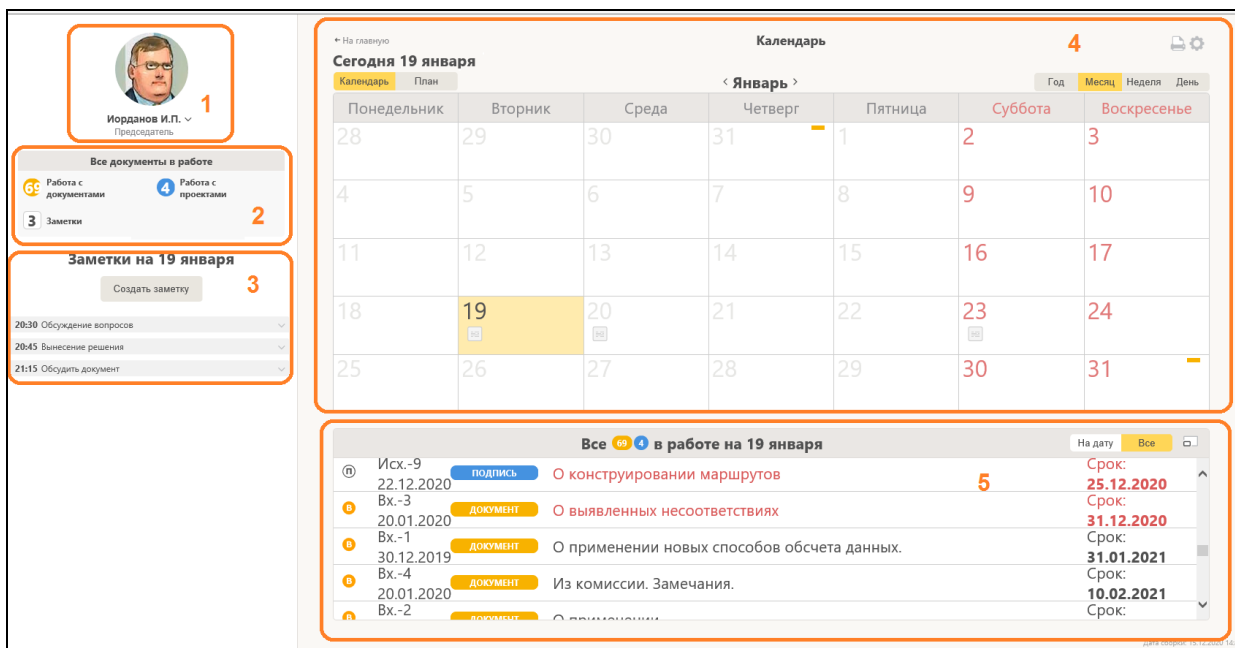 1
Иорданов И.П.
Председатель
Все документы в работе
69 Работа с документами
4 Работа с проектами
3 Заметки
2
Заметки на 19 января
Создать заметку
3
20:30 Обсуждение вопросов
20:45 Вынесение решения
21:15 Обсудить документ
На главную
Календарь
4
Сегодня 19 января
Календарь План
‹ Январь ›
Год Месяц Неделя День
Понедельник Вторник Среда Четверг Пятница Суббота Воскресенье
28 29 30 31 1 2 3
4 5 6 7 8 9 10
11 12 13 14 15 16 17
18 19 20 21 22 23 24
25 26 27 28 29 30 31
Все 69 4 в работе на 19 января
На дату Все
5
П Исх.-9 22.12.2020 ПОДПИСЬ О конструировании маршрутов Срок: 25.12.2020
В Вх.-3 20.01.2020 ДОКУМЕНТ О выявленных несоответствиях Срок: 31.12.2020
В Вх.-1 30.12.2019 ДОКУМЕНТ О применении новых способов обсчета данных. Срок: 31.01.2021
В Вх.-4 20.01.2020 ДОКУМЕНТ Из комиссии. Замечания. Срок: 10.02.2021
В Вх.-2 ДОКУМЕНТ О применении Срок:
Дата сборки: 15.12.2020 14: